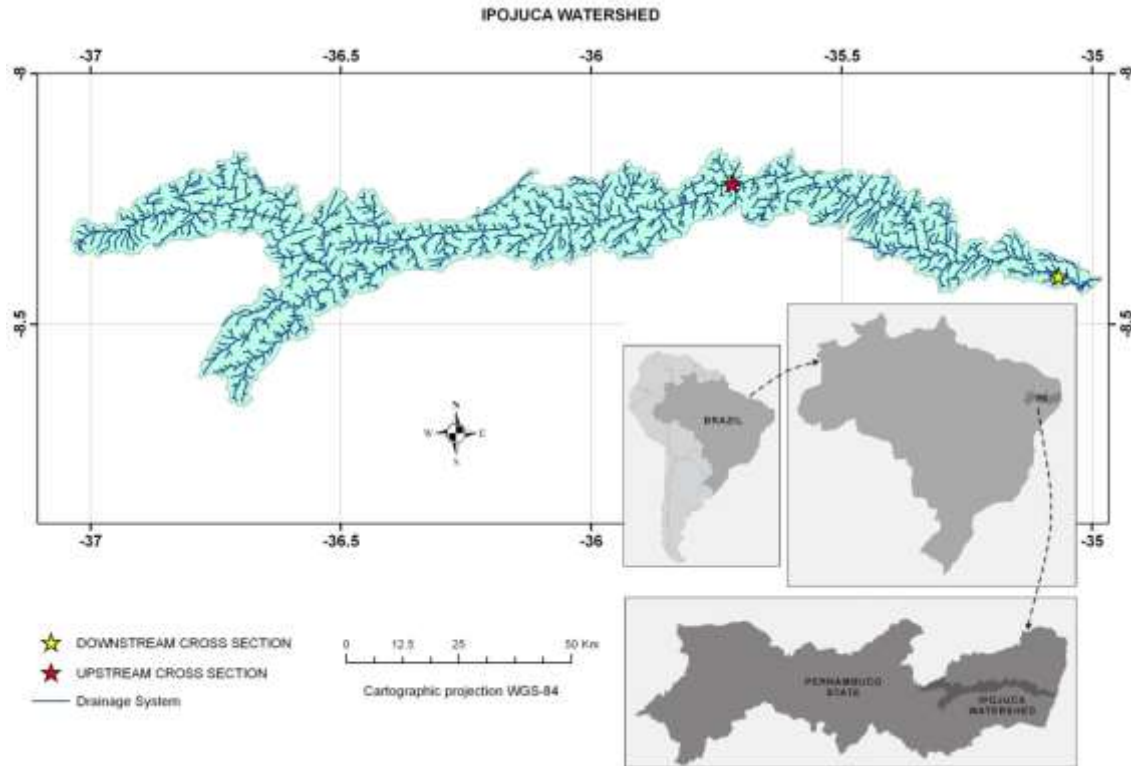 IPOJUCA WATERSHED
-37 -36.5 -36 -35.5 -35
-8 -8
-8.5 -8.5
N
W E
S
BRAZIL
PE
-37 -36.5 -36 -35
DOWNSTREAM CROSS SECTION
UPSTREAM CROSS SECTION
Drainage System
0 12.5 25 50 Km
Cartographic projection WGS-84
PERNAMBUCO
STATE
IPOJUCA
WATERSHED